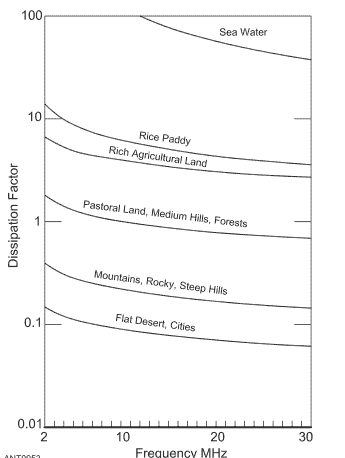 100
Sea Water
10
Rice Paddy
Rich Agricultural Land
Dissipation Factor
Pastoral Land, Medium Hills, Forests
1
Mountains, Rocky, Steep Hills
Flat Desert, Cities
0.1
0.01
2 10 20 30
Frequency MHz